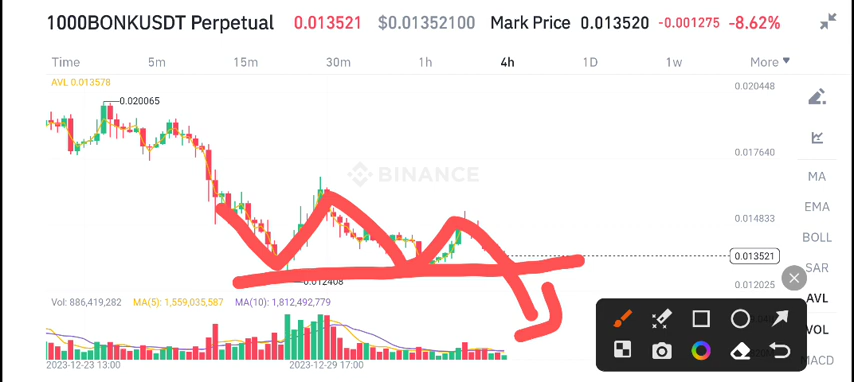 1000BONKUSDT Perpetual 0.013521 $0.01352100 Mark Price 0.013520 -0.001275 -8.62%
Time 5m 15m 30m 1h 4h 1D 1w More
AVL 0.013578
0.020448
0.020065
0.017640
BINANCE
MA
EMA
0.014833
BOLL
0.013521
SAR
0.012408
0.012025
AVL
Vol: 886,419,282 MA(5): 1,559,035,587 MA(10): 1,812,492,779
VOL
MACD
2023-12-23 13:00 2023-12-29 17:00